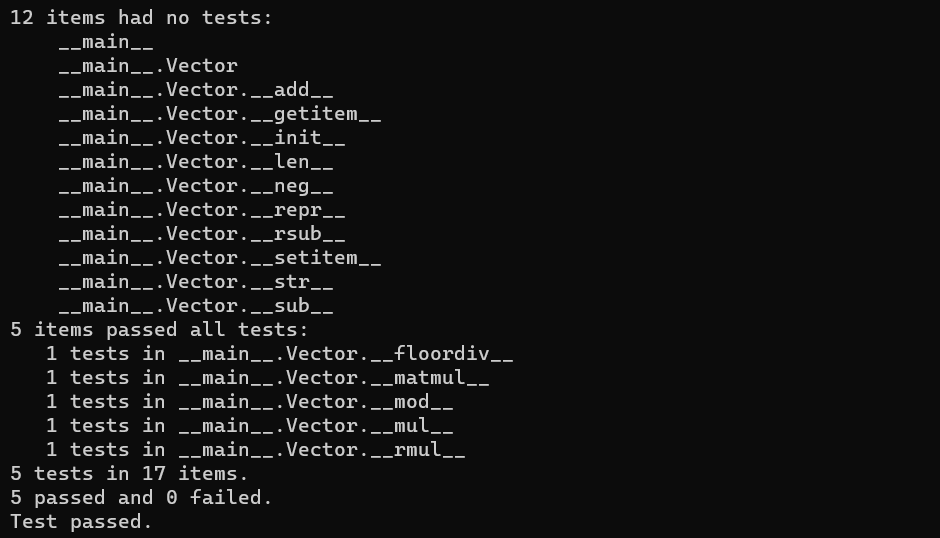 12 items had no tests:
    __main__
    __main__.Vector
    __main__.Vector.__add__
    __main__.Vector.__getitem__
    __main__.Vector.__init__
    __main__.Vector.__len__
    __main__.Vector.__neg__
    __main__.Vector.__repr__
    __main__.Vector.__rsub__
    __main__.Vector.__setitem__
    __main__.Vector.__str__
    __main__.Vector.__sub__
5 items passed all tests:
   1 tests in __main__.Vector.__floordiv__
   1 tests in __main__.Vector.__matmul__
   1 tests in __main__.Vector.__mod__
   1 tests in __main__.Vector.__mul__
   1 tests in __main__.Vector.__rmul__
5 tests in 17 items.
5 passed and 0 failed.
Test passed.